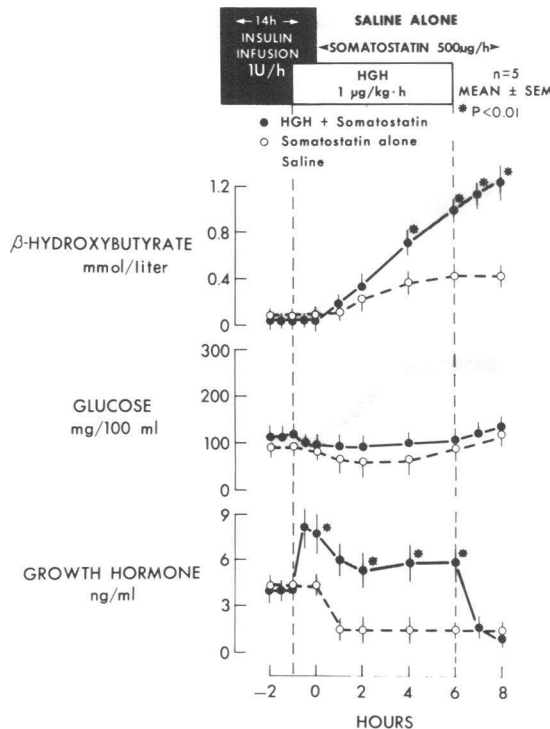 14h
INSULIN
INFUSION
1U/h
SALINE ALONE
SOMATOSTATIN 500µg/h
HGH
1 µg/kg·h
n=5
MEAN ± SEM
* P<0.01
● HGH + Somatostatin
○ Somatostatin alone
Saline
1.2
0.8
0.4
0
β-HYDROXYBUTYRATE
mmol/liter
300
200
100
0
GLUCOSE
mg/100 ml
9
6
3
0
GROWTH HORMONE
ng/ml
-2 0 2 4 6 8
HOURS